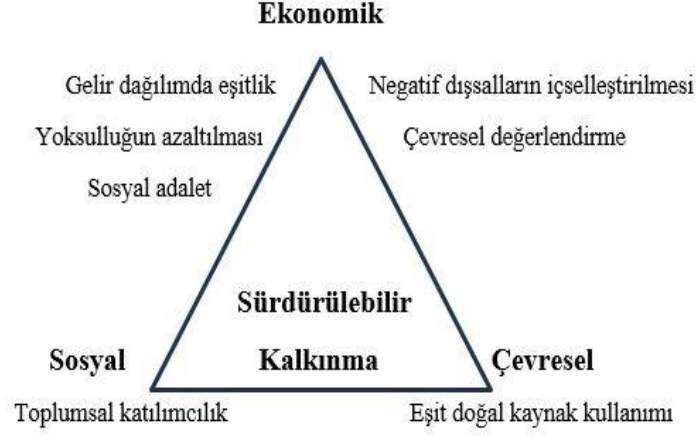 Ekonomik
Gelir dağılımda eşitlik
Negatif dışsalların içselleştirilmesi
Yoksulluğun azaltılması
Çevresel değerlendirme
Sosyal adalet
Sürdürülebilir
Kalkınma
Sosyal
Çevresel
Toplumsal katılımcılık
Eşit doğal kaynak kullanımı